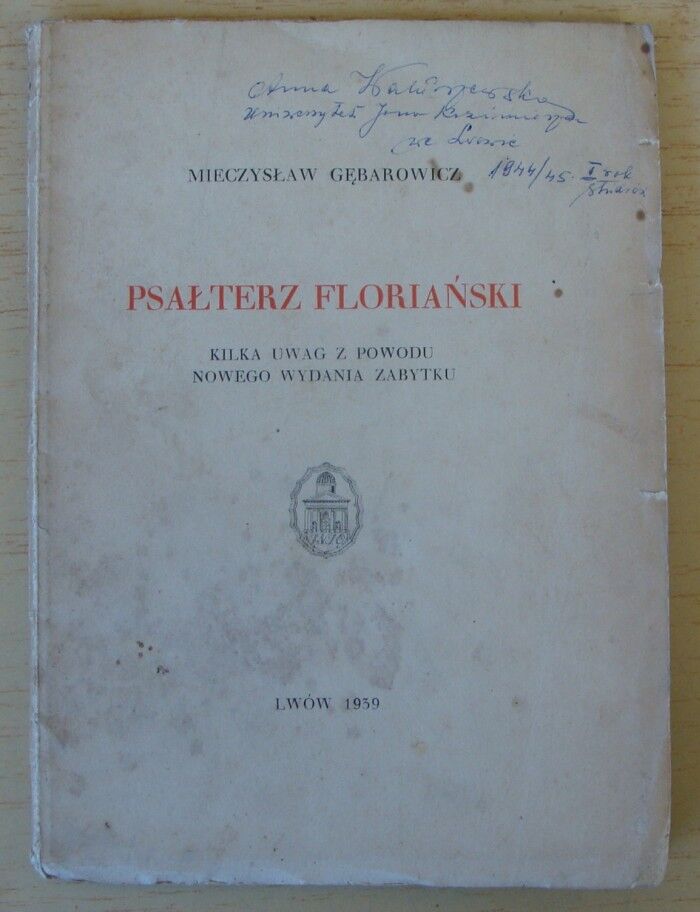 Anna
Uniwersytet Jana Kazimierza
we Lwowie
1944/45. I rok
studiów
MIECZYSŁAW GĘBAROWICZ
PSAŁTERZ FLORIAŃSKI
KILKA UWAG Z POWODU
NOWEGO WYDANIA ZABYTKU
LWÓW 1939